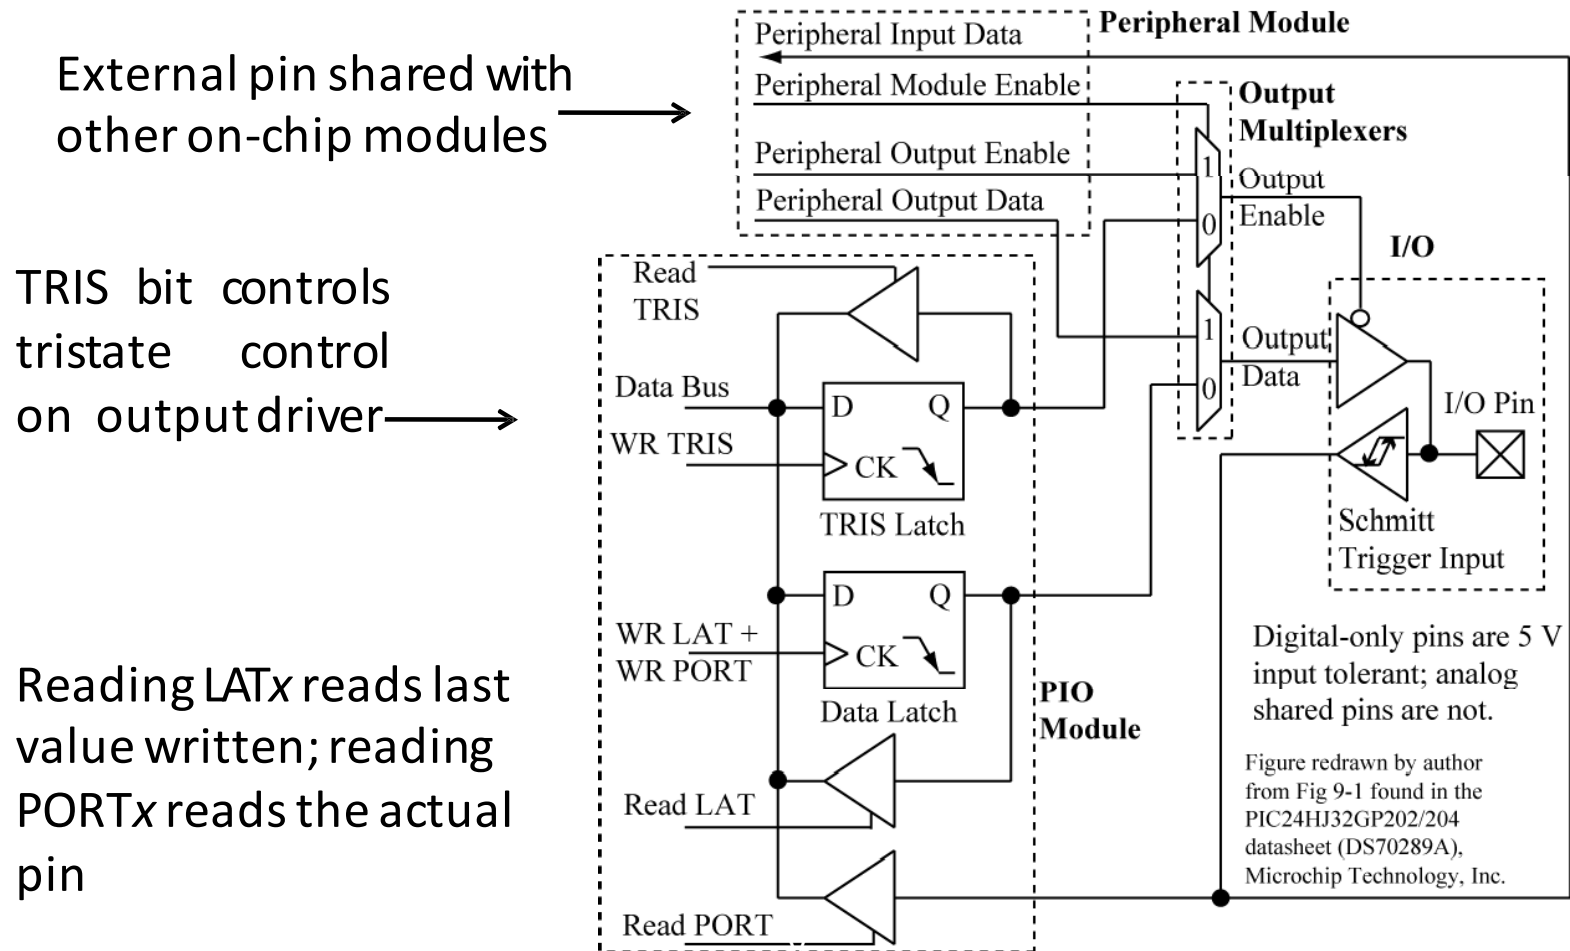 External pin shared with
other on-chip modules
TRIS bit controls
tristate control
on output driver
Reading LATx reads last
value written; reading
PORTx reads the actual
pin
Peripheral Module
Peripheral Input Data
Peripheral Module Enable
Peripheral Output Enable
Peripheral Output Data
Output
Multiplexers
1
0
Output
Enable
1
0
Output
Data
I/O
I/O Pin
Schmitt
Trigger Input
Read
TRIS
Data Bus
D Q
WR TRIS
CK
TRIS Latch
D Q
WR LAT +
WR PORT
CK
Data Latch
PIO
Module
Read LAT
Read PORT
Digital-only pins are 5 V
input tolerant; analog
shared pins are not.
Figure redrawn by author
from Fig 9-1 found in the
PIC24HJ32GP202/204
datasheet (DS70289A),
Microchip Technology, Inc.